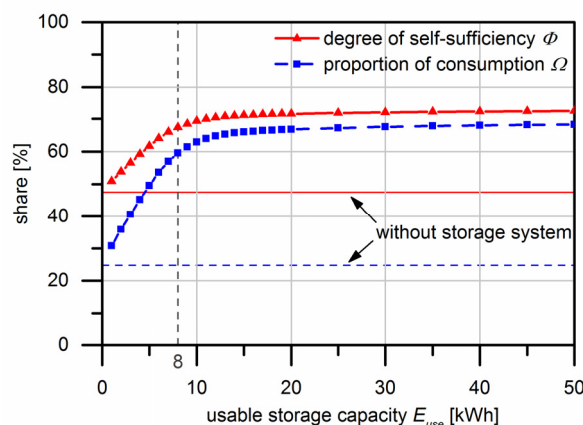 100
80
60
40
20
0
share [%]
degree of self-sufficiency Φ
proportion of consumption Ω
without storage system
0
8
10
20
30
40
50
usable storage capacity E_use [kWh]